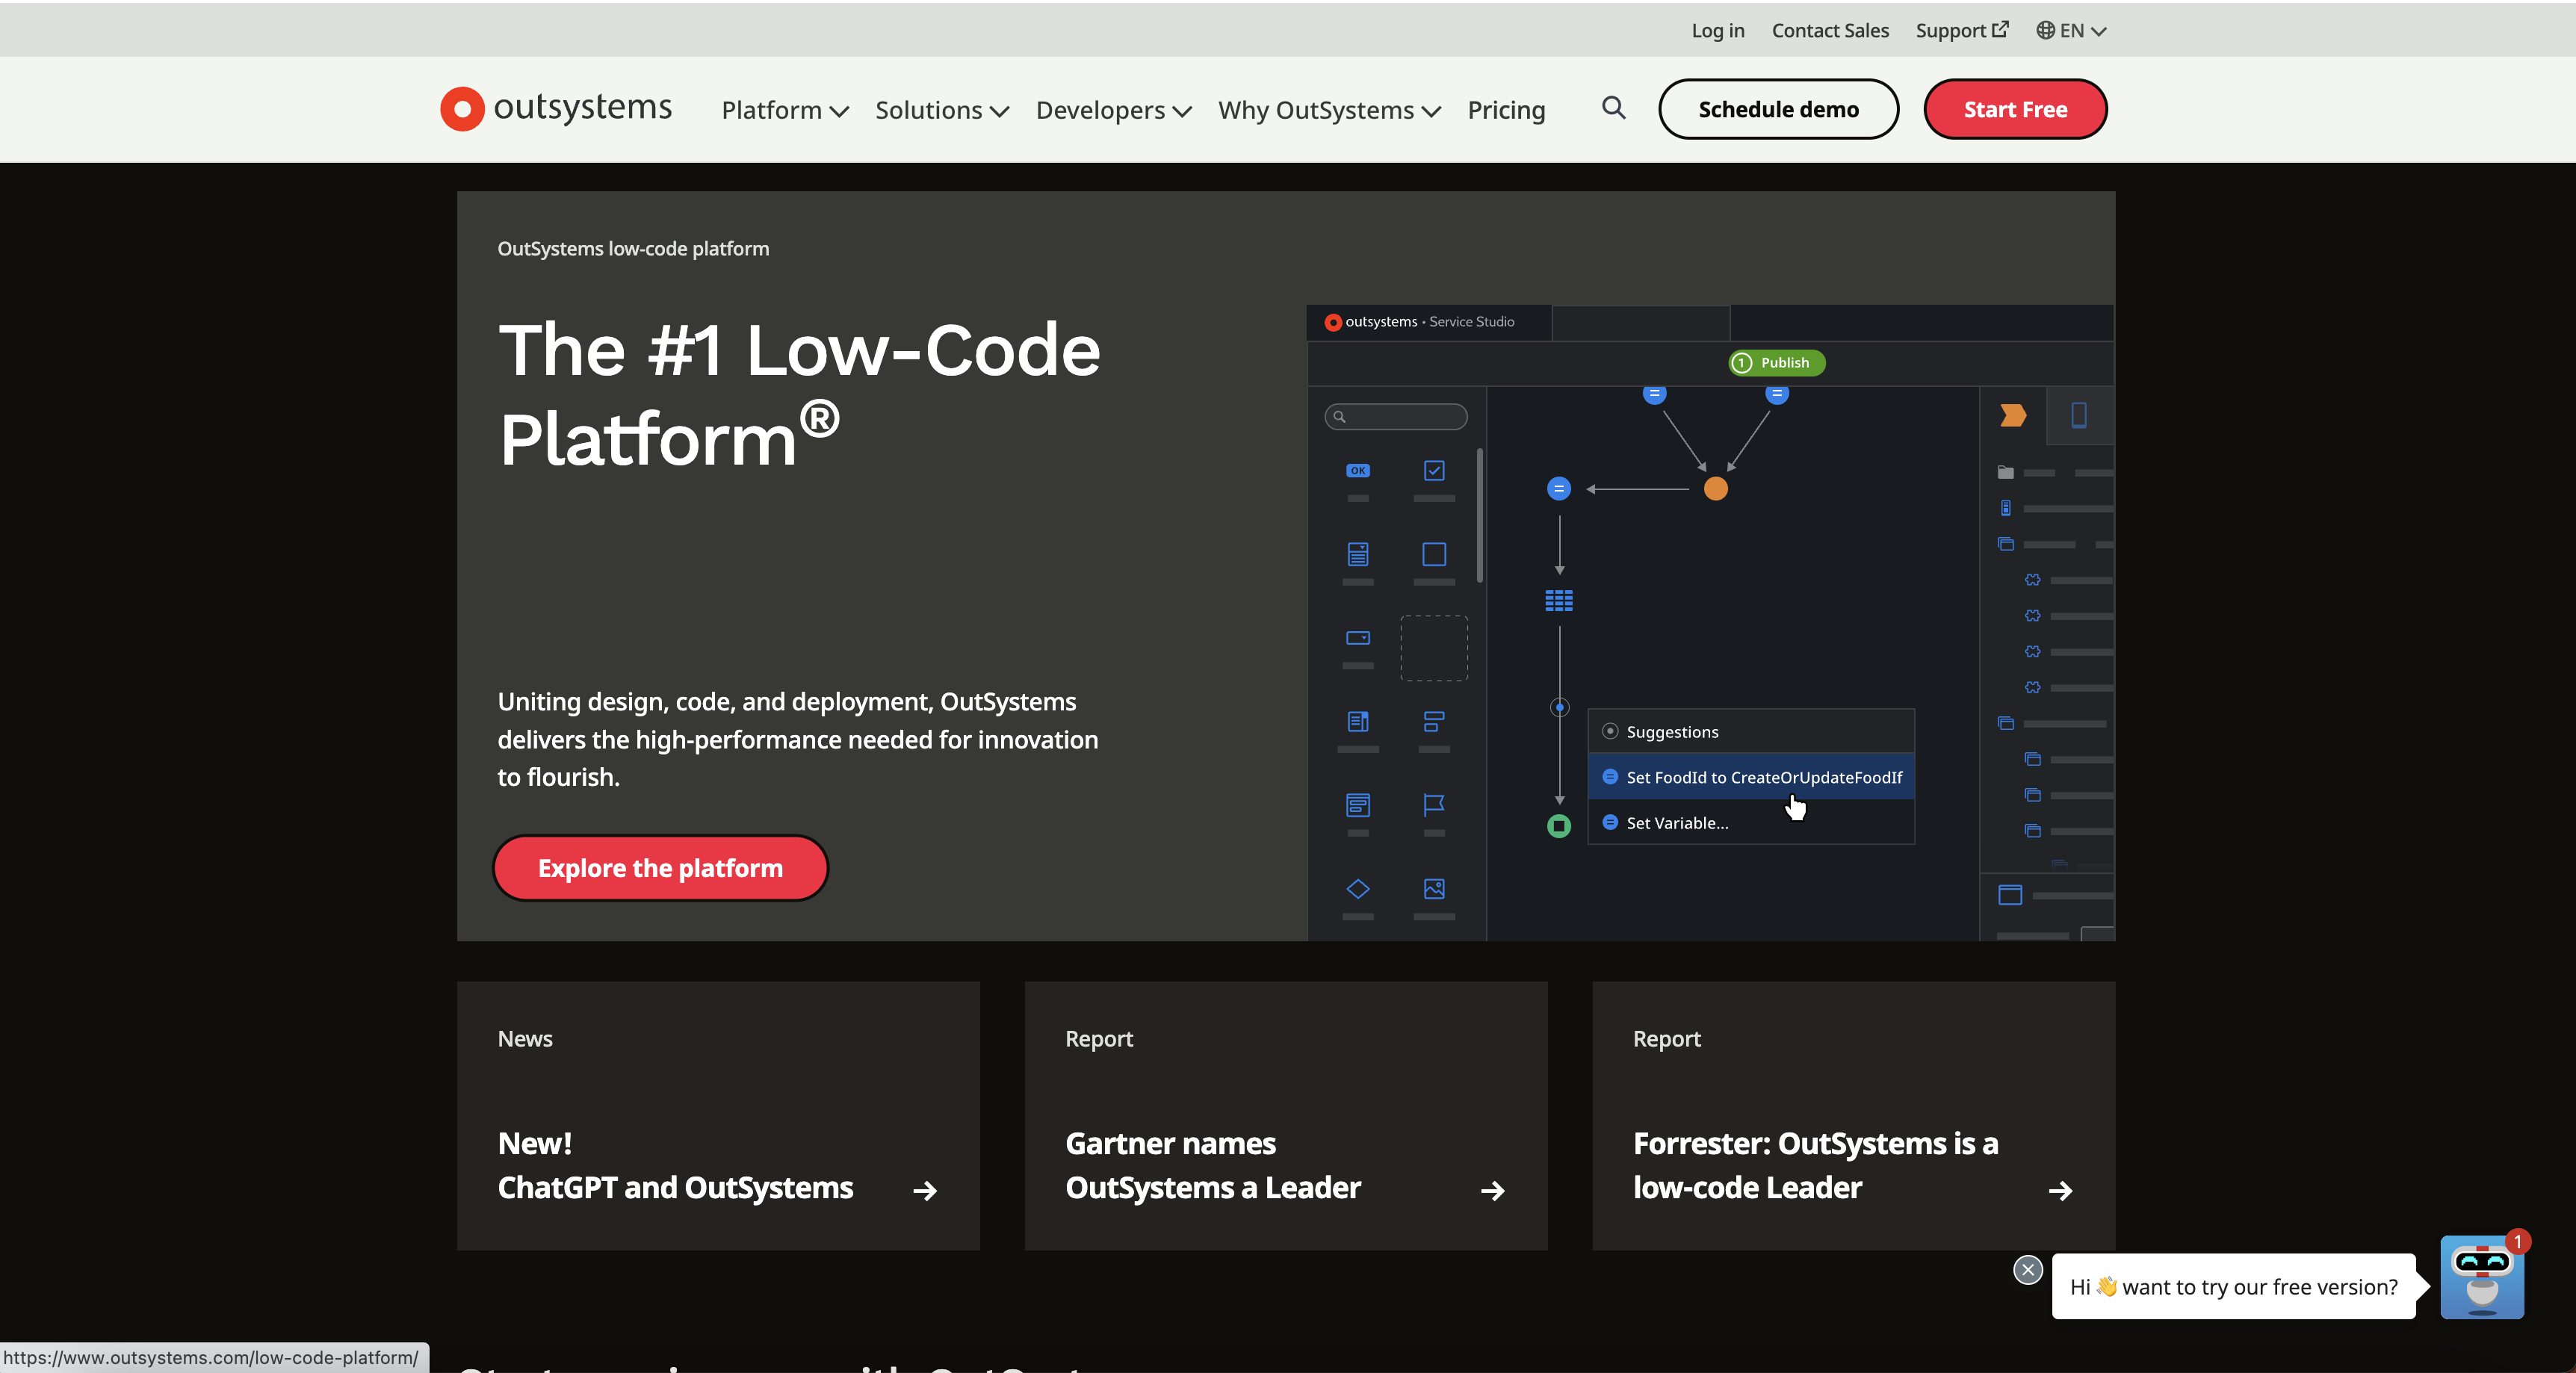 Log in Contact Sales Support EN
outsystems Platform Solutions Developers Why OutSystems Pricing Schedule demo Start Free
OutSystems low-code platform
The #1 Low-Code
Platform®
Uniting design, code, and deployment, OutSystems
delivers the high-performance needed for innovation
to flourish.
Explore the platform
outsystems • Service Studio
1 Publish
OK
Suggestions
Set FoodId to CreateOrUpdateFoodIf
Set Variable...
News
New!
ChatGPT and OutSystems
Report
Gartner names
OutSystems a Leader
Report
Forrester: OutSystems is a
low-code Leader
1
Hi 👋 want to try our free version?
https://www.outsystems.com/low-code-platform/